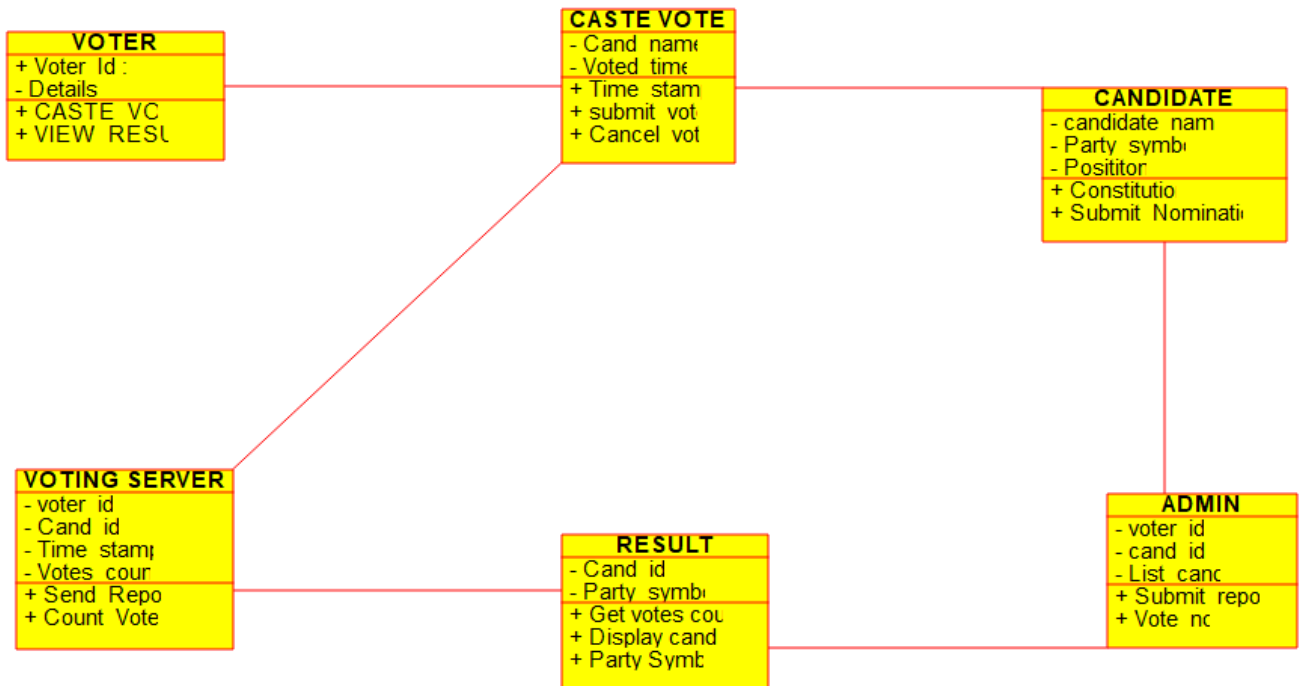 VOTER
+ Voter Id :
- Details
+ CASTE VC
+ VIEW RESU
CASTE VOTE
- Cand name
- Voted time
+ Time stam
+ submit vot
+ Cancel vot
CANDIDATE
- candidate nam
- Party symb
- Posititor
+ Constitutio
+ Submit Nominati
VOTING SERVER
- voter id
- Cand id
- Time stamp
- Votes cour
+ Send Repo
+ Count Vote
RESULT
- Cand id
- Party symb
+ Get votes cou
+ Display cand
+ Party Symb
ADMIN
- voter id
- cand id
- List canc
+ Submit repo
+ Vote nc